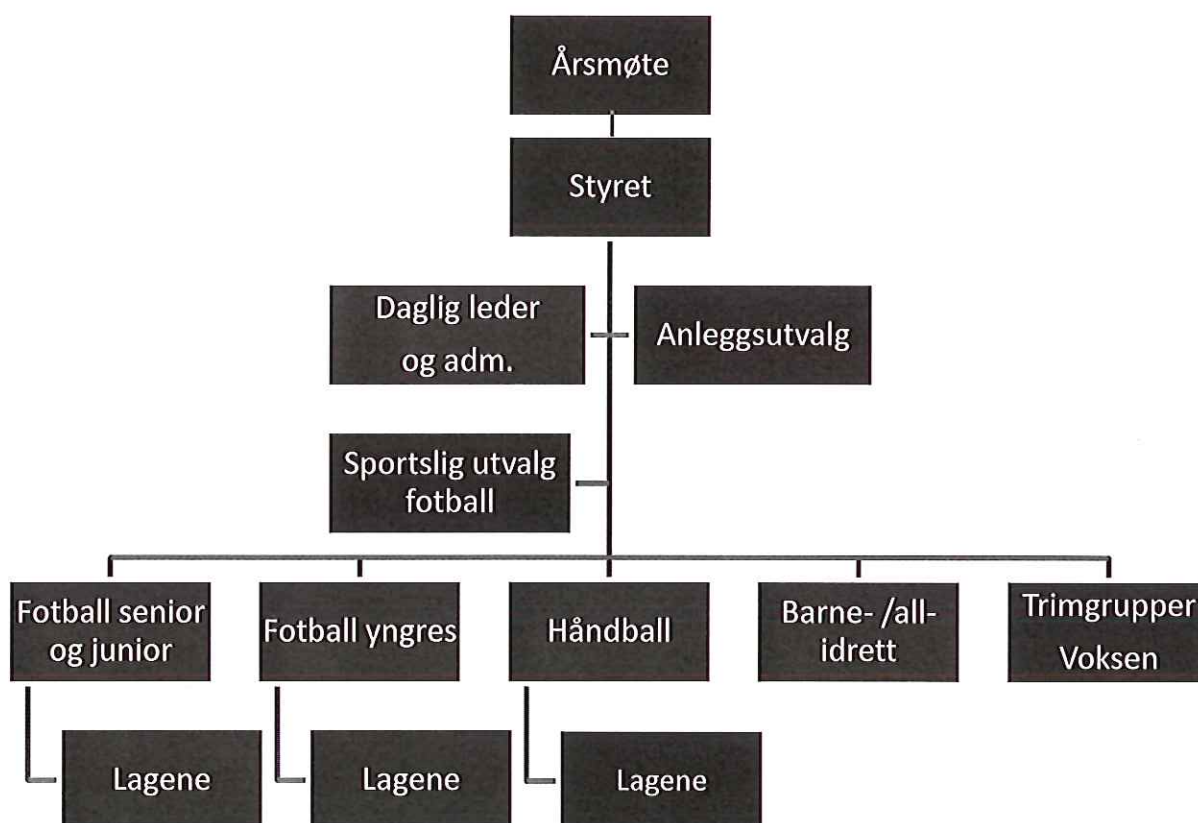 Årsmøte
Styret
Daglig leder
og adm.
Anleggsutvalg
Sportslig utvalg
fotball
Fotball senior
og junior
Fotball yngres
Håndball
Barne- /all-
idrett
Trimgrupper
Voksen
Lagene
Lagene
Lagene